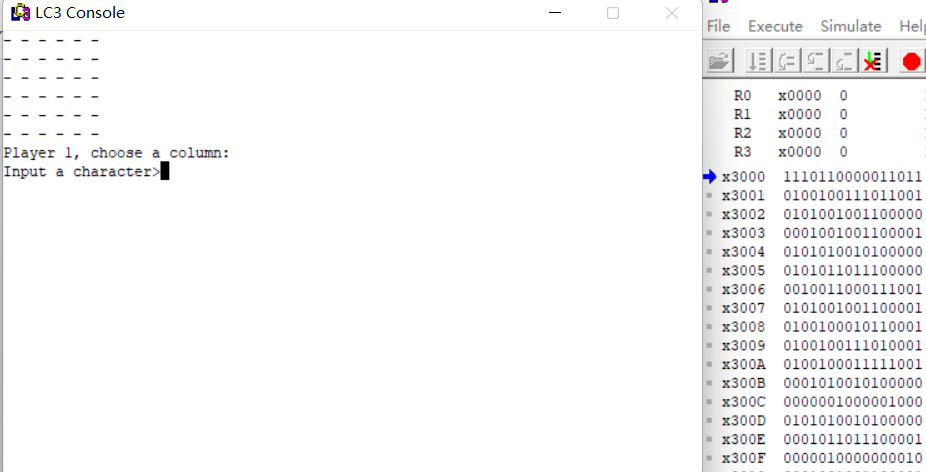 LC3 Console
- - - - - -
- - - - - -
- - - - - -
- - - - - -
- - - - - -
- - - - - -
Player 1, choose a column:
Input a character>
File Execute Simulate Help
R0 x0000 0
R1 x0000 0
R2 x0000 0
R3 x0000 0
x3000 1110110000011011
x3001 0100100111011001
x3002 0101001001100000
x3003 0001001001100001
x3004 0101010010100000
x3005 0101011011100000
x3006 0010011000111001
x3007 0101001001100001
x3008 0100100010110001
x3009 0100100111010001
x300A 0100100011111001
x300B 0001010010100000
x300C 0000001000001000
x300D 0101010010100000
x300E 0001011011100001
x300F 0000010000000010